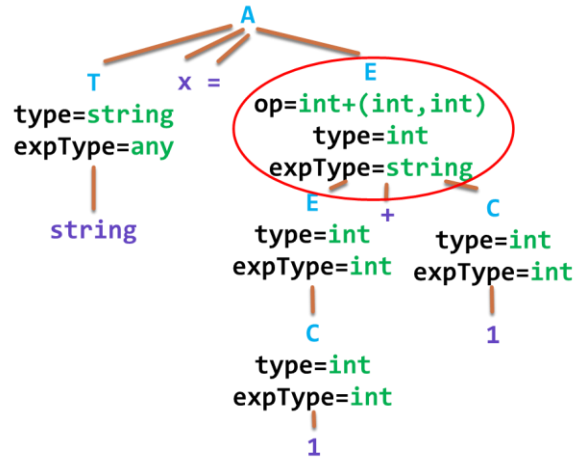 A
T
x =
E
type=string
op=int+(int,int)
expType=any
type=int
expType=string
string
E
+
C
type=int
type=int
expType=int
expType=int
C
1
type=int
expType=int
1